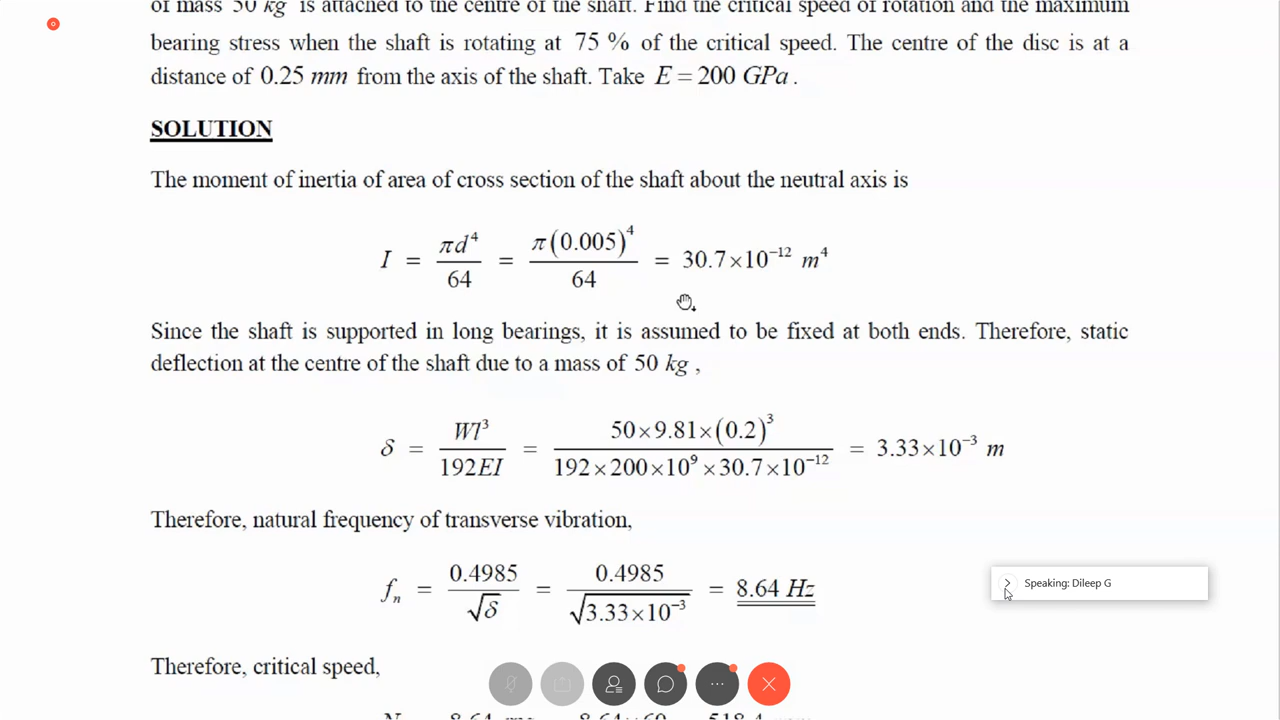 of mass 50 kg is attached to the centre of the shaft. Find the critical speed of rotation and the maximum
bearing stress when the shaft is rotating at 75 % of the critical speed. The centre of the disc is at a
distance of 0.25 mm from the axis of the shaft. Take E = 200 GPa.
SOLUTION
The moment of inertia of area of cross section of the shaft about the neutral axis is
I = πd⁴/64 = π(0.005)⁴/64 = 30.7×10⁻¹² m⁴
Since the shaft is supported in long bearings, it is assumed to be fixed at both ends. Therefore, static
deflection at the centre of the shaft due to a mass of 50 kg,
δ = Wl³/192EI = 50×9.81×(0.2)³/192×200×10⁹×30.7×10⁻¹² = 3.33×10⁻³ m
Therefore, natural frequency of transverse vibration,
fₙ = 0.4985/√δ = 0.4985/√3.33×10⁻³ = 8.64 Hz
Speaking: Dileep G
Therefore, critical speed,